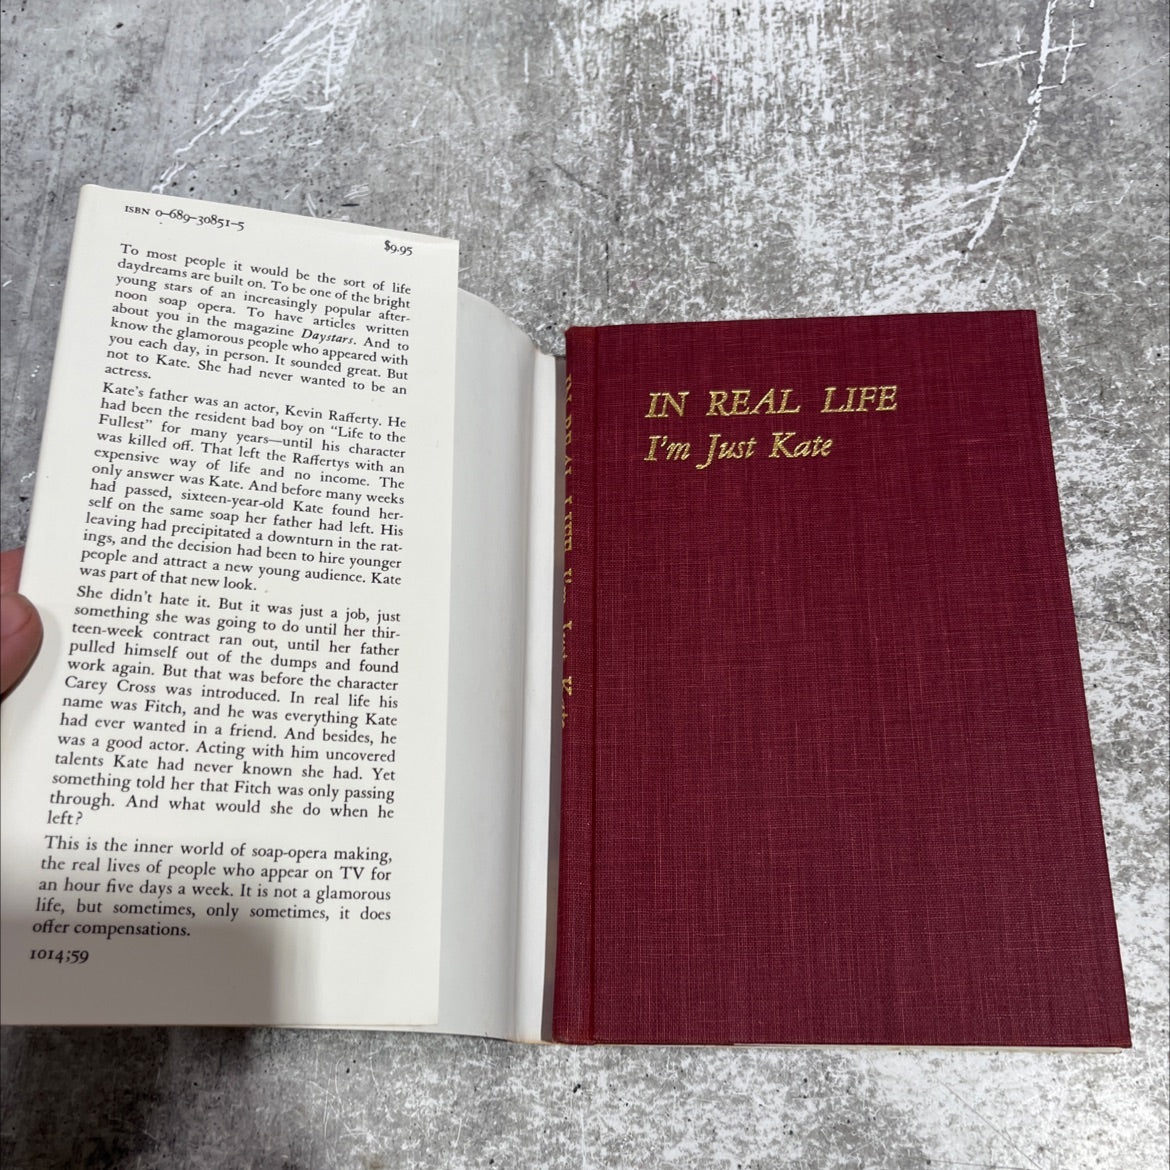 ISBN 0-689-30851-5
$9.95
To most people it would be the sort of life
daydreams are built on. To be one of the bright
young stars of an increasingly popular after-
noon soap opera. To have articles written
about you in the magazine Daystars. And to
know the glamorous people who appeared with
you each day, in person. It sounded great. But
not to Kate. She had never wanted to be an
actress.
Kate's father was an actor, Kevin Rafferty. He
had been the resident bad boy on "Life to the
Fullest" for many years—until his character
was killed off. That left the Raffertys with an
expensive way of life and no income. The
only answer was Kate. And before many weeks
had passed, sixteen-year-old Kate found her-
self on the same soap her father had left. His
leaving had precipitated a downturn in the rat-
ings, and the decision had been to hire younger
people and attract a new young audience. Kate
was part of that new look.
She didn't hate it. But it was just a job, just
something she was going to do until her thir-
teen-week contract ran out, until her father
pulled himself out of the dumps and found
work again. But that was before the character
Carey Cross was introduced. In real life his
name was Fitch, and he was everything Kate
had ever wanted in a friend. And besides, he
was a good actor. Acting with him uncovered
talents Kate had never known she had. Yet
something told her that Fitch was only passing
through. And what would she do when he
left?
This is the inner world of soap-opera making,
the real lives of people who appear on TV for
an hour five days a week. It is not a glamorous
life, but sometimes, only sometimes, it does
offer compensations.
1014;59
IN REAL LIFE
I'm Just Kate